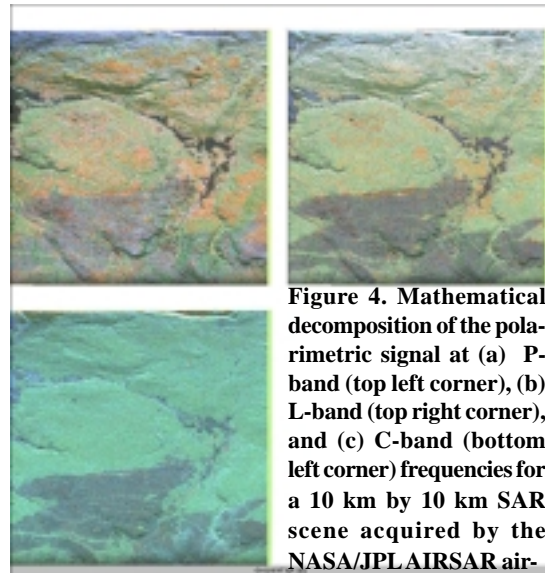 Figure 4. Mathematical
decomposition of the pola-
rimetric signal at (a) P-
band (top left corner), (b)
L-band (top right corner),
and (c) C-band (bottom
left corner) frequencies for
a 10 km by 10 km SAR
scene acquired by the
NASA/JPL AIRSAR air-